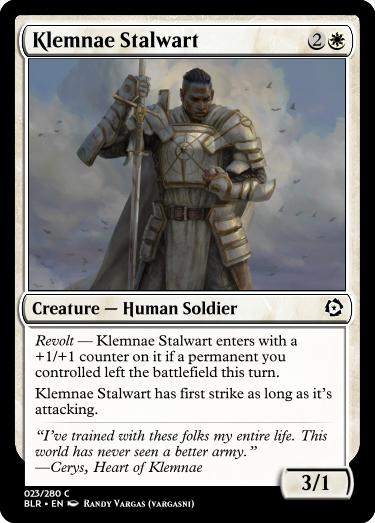 Klemnae Stalwart 2
Creature — Human Soldier
Revolt — Klemnae Stalwart enters with a
+1/+1 counter on it if a permanent you
controlled left the battlefield this turn.
Klemnae Stalwart has first strike as long as it's
attacking.
"I've trained with these folks my entire life. This
world has never seen a better army."
—Cerys, Heart of Klemnae
3/1
023/280 C
BLR • EN Randy Vargas (vargasni)